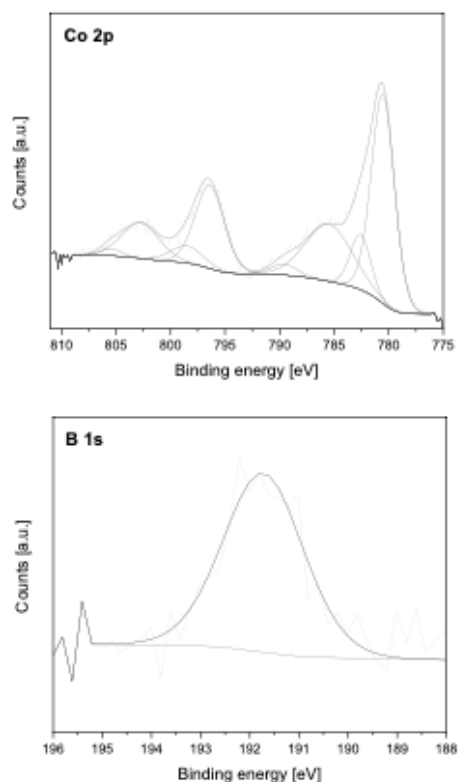 Co 2p
Counts [a.u.]
810 805 800 795 790 785 780 775
Binding energy [eV]
B 1s
Counts [a.u.]
196 195 194 193 192 191 190 189 188
Binding energy [eV]